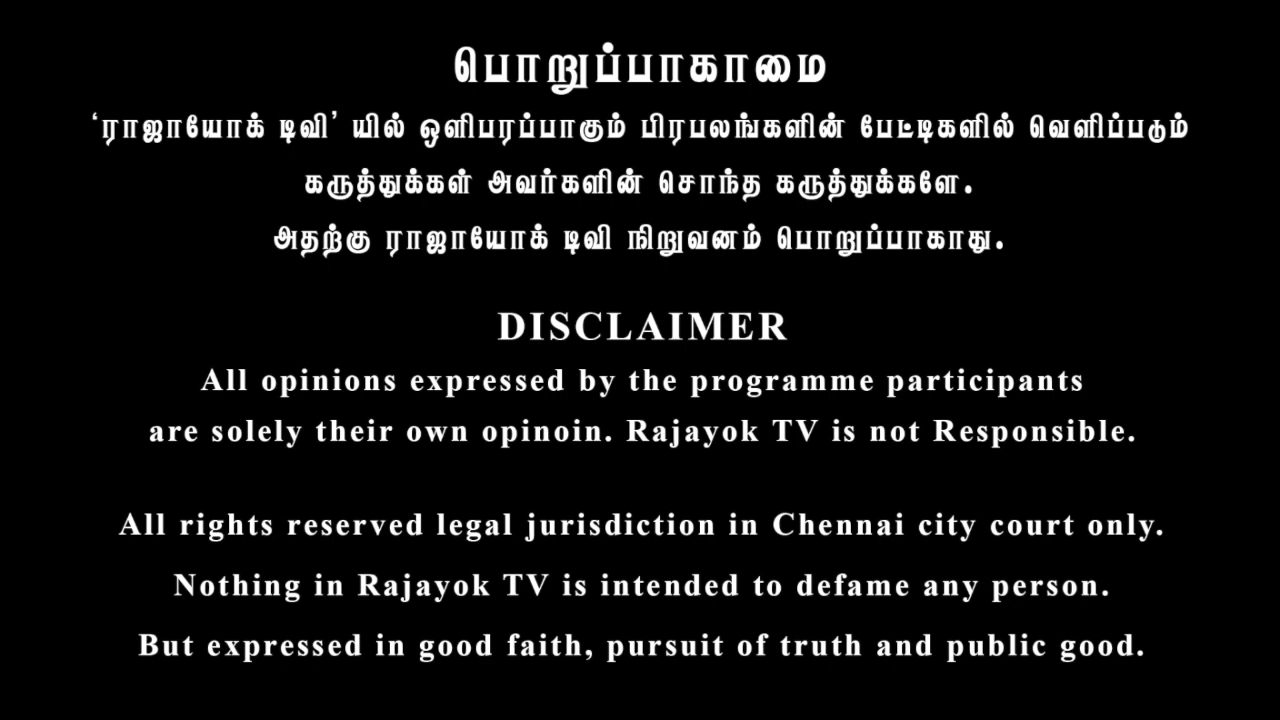 பொறுப்பாகாமை
‘ராஜாயோக் டிவி’ யில் ஒளிபரப்பாகும் பிரபலங்களின் பேட்டிகளில் வெளிப்படும்
கருத்துக்கள் அவர்களின் சொந்த கருத்துக்களே.
அதற்கு ராஜாயோக் டிவி நிறுவனம் பொறுப்பாகாது.
DISCLAIMER
All opinions expressed by the programme participants
are solely their own opinoin. Rajayok TV is not Responsible.
All rights reserved legal jurisdiction in Chennai city court only.
Nothing in Rajayok TV is intended to defame any person.
But expressed in good faith, pursuit of truth and public good.